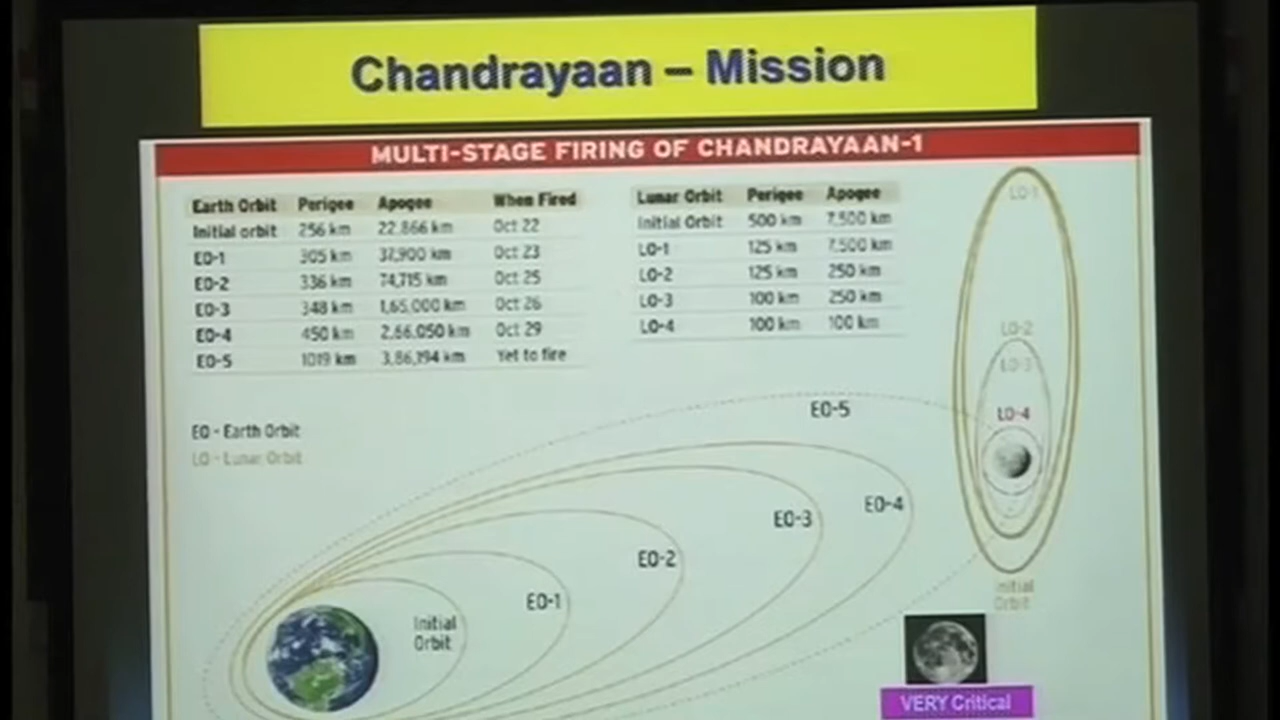 Chandrayaan – Mission
MULTI-STAGE FIRING OF CHANDRAYAAN-1
Earth Orbit Perigee Apogee When Fired
Initial orbit 256 km 22,866 km Oct 22
EO-1 305 km 37,900 km Oct 23
EO-2 336 km 74,715 km Oct 25
EO-3 348 km 1,65,000 km Oct 26
EO-4 450 km 2,66,050 km Oct 29
EO-5 1019 km 3,86,194 km Yet to fire
Lunar Orbit Perigee Apogee
Initial Orbit 500 km 7,500 km
LO-1 125 km 7,500 km
LO-2 125 km 250 km
LO-3 100 km 250 km
LO-4 100 km 100 km
EO - Earth Orbit
LO - Lunar Orbit
LO-1
LO-2
LO-3
LO-4
EO-5
EO-4
EO-3
EO-2
EO-1
Initial
Orbit
Initial
Orbit
VERY Critical